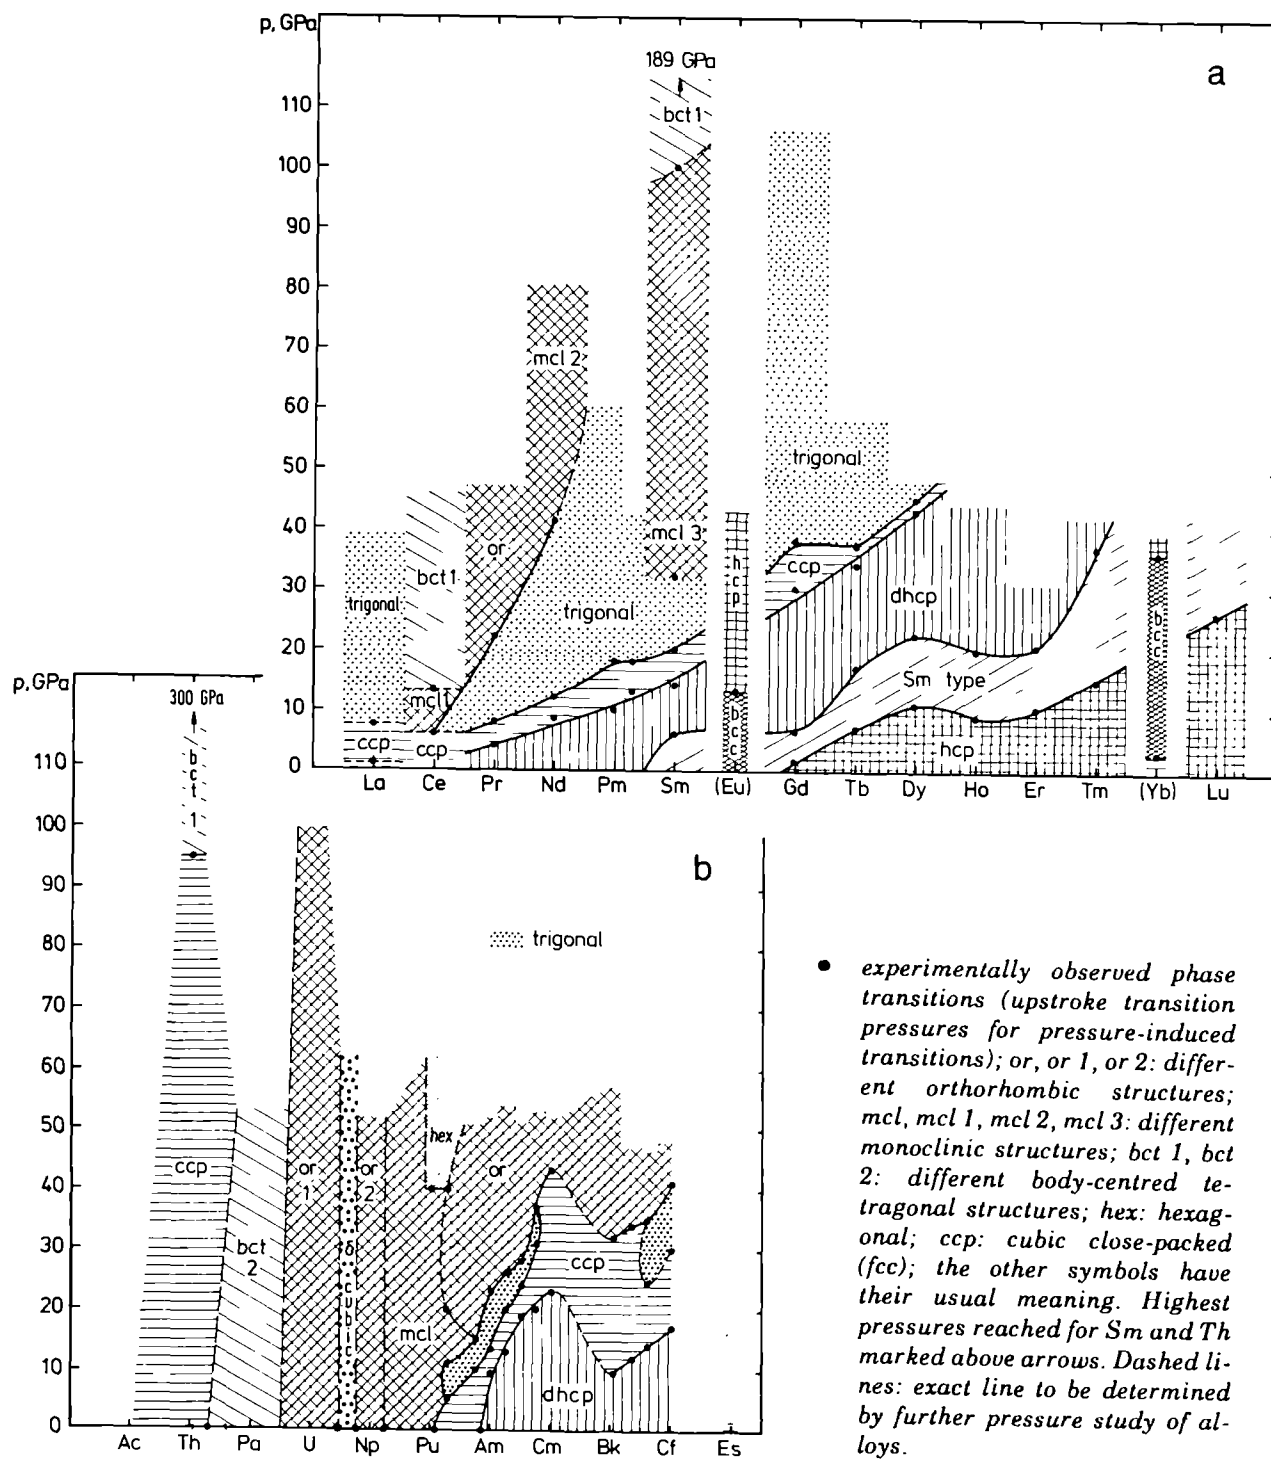 p, GPa
a
189 GPa
bct 1
110
100
90
80
70
60
50
40
30
20
10
0
mcl 2
or
bct 1
mcl 3
trigonal
trigonal
trigonal
hcp
ccp
dhcp
bcc
mcl 1
Sm type
bcc
ccp
ccp
hcp
La Ce Pr Nd Pm Sm (Eu) Gd Tb Dy Ho Er Tm (Yb) Lu
p, GPa
b
300 GPa
bct 1
110
100
90
80
70
60
50
40
30
20
10
0
trigonal
hex
ccp
or 1
or 2
or
bct 2
δ cubic
ccp
mcl
dhcp
Ac Th Pa U Np Pu Am Cm Bk Cf Es
● experimentally observed phase
transitions (upstroke transition
pressures for pressure-induced
transitions); or, or 1, or 2: differ-
ent orthorhombic structures;
mcl, mcl 1, mcl 2, mcl 3: different
monoclinic structures; bct 1, bct
2: different body-centred te-
tragonal structures; hex: hexag-
onal; ccp: cubic close-packed
(fcc); the other symbols have
their usual meaning. Highest
pressures reached for Sm and Th
marked above arrows. Dashed li-
nes: exact line to be determined
by further pressure study of al-
loys.